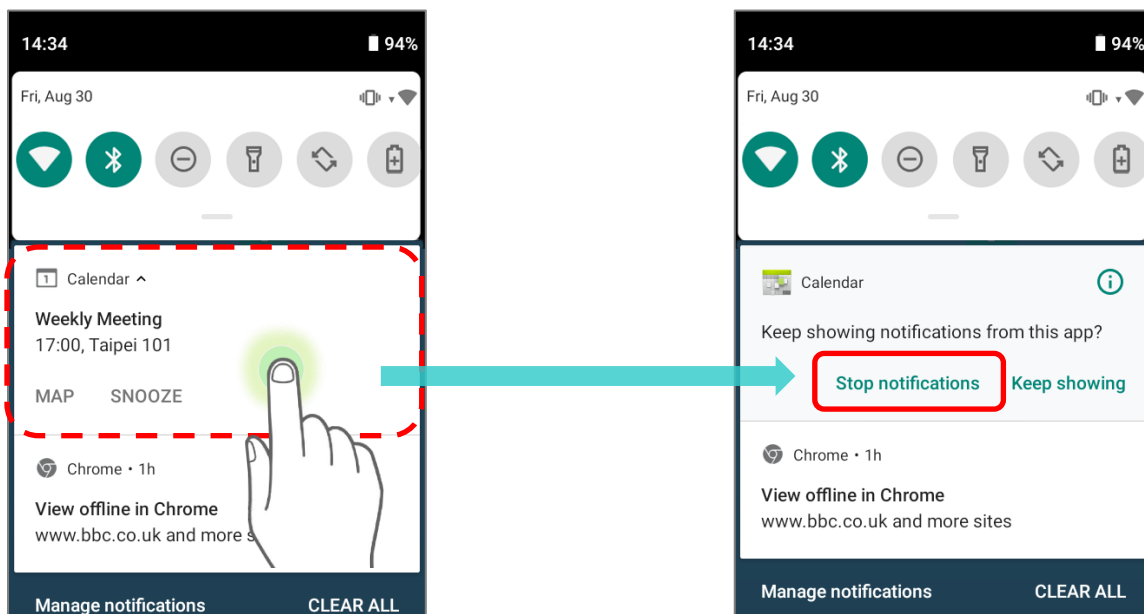 14:34
94%
Fri, Aug 30
1 Calendar
Weekly Meeting
17:00, Taipei 101
MAP SNOOZE
Chrome • 1h
View offline in Chrome
www.bbc.co.uk and more
Manage notifications CLEAR ALL
14:34
94%
Fri, Aug 30
Calendar
Keep showing notifications from this app?
Stop notifications Keep showing
Chrome • 1h
View offline in Chrome
www.bbc.co.uk and more sites
Manage notifications CLEAR ALL